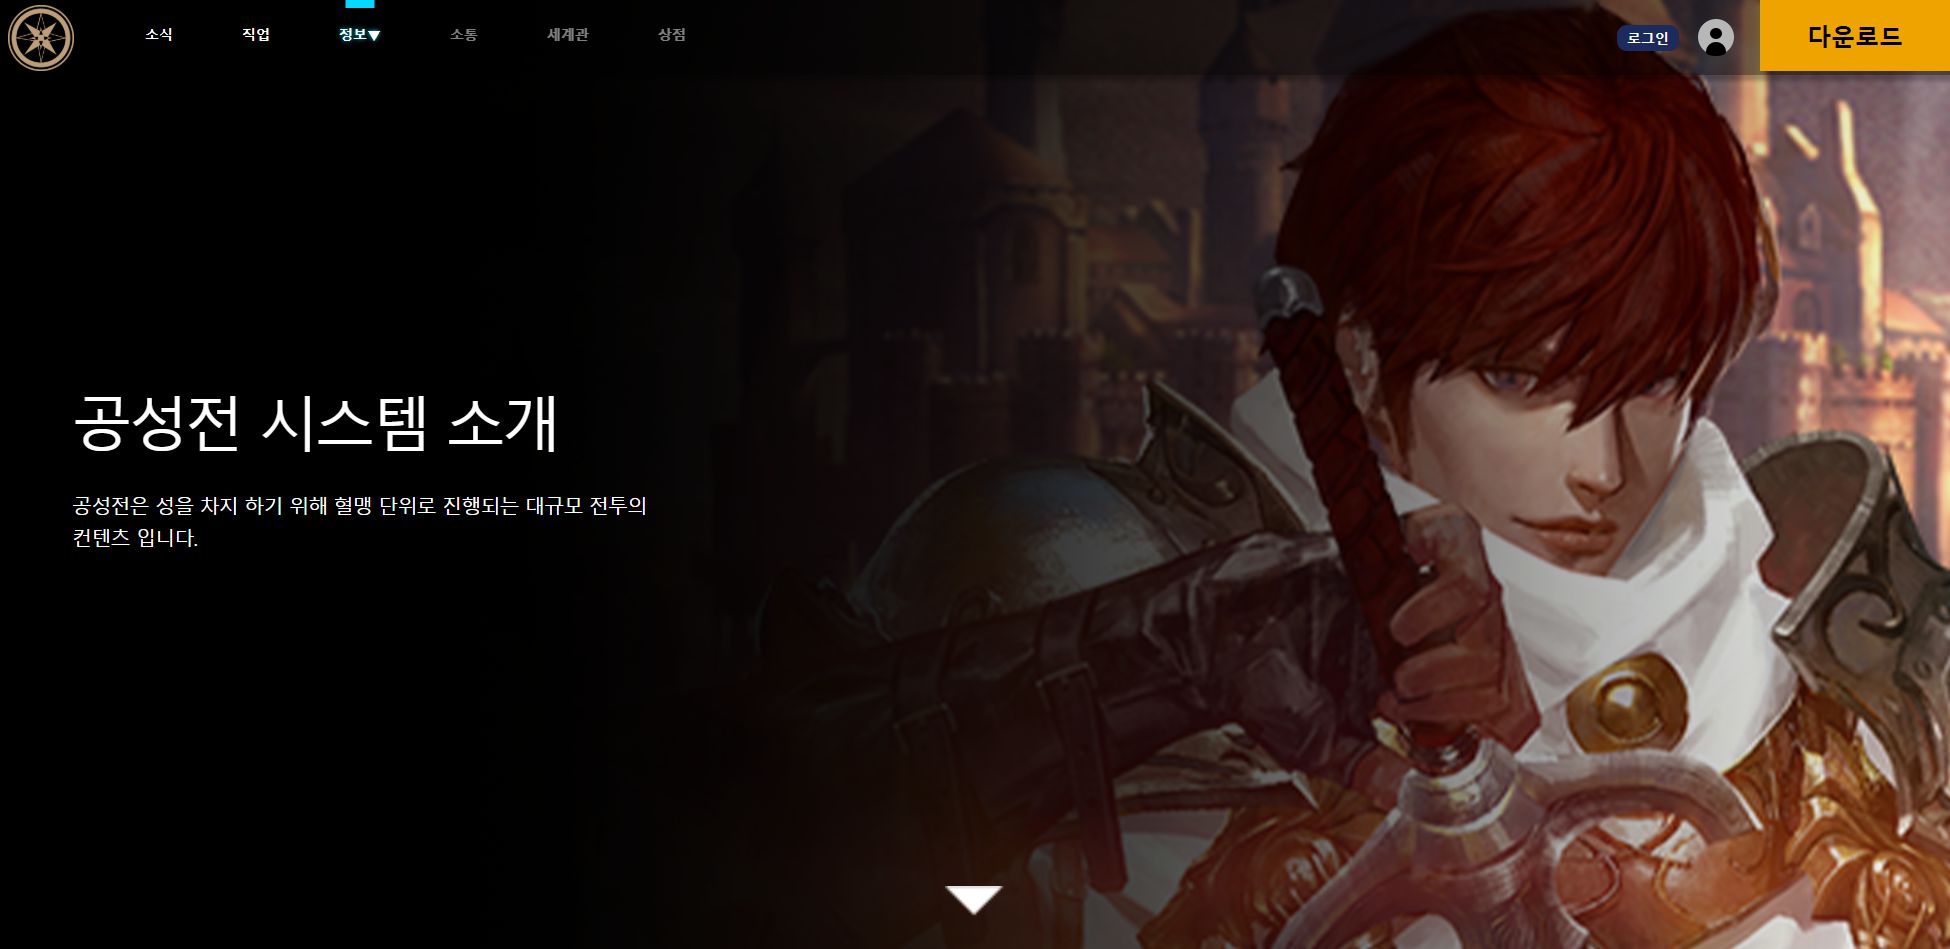 소식
직업
정보▼
소통
세계관
상점
로그인
다운로드
공성전 시스템 소개
공성전은 성을 차지 하기 위해 혈맹 단위로 진행되는 대규모 전투의
컨텐츠 입니다.